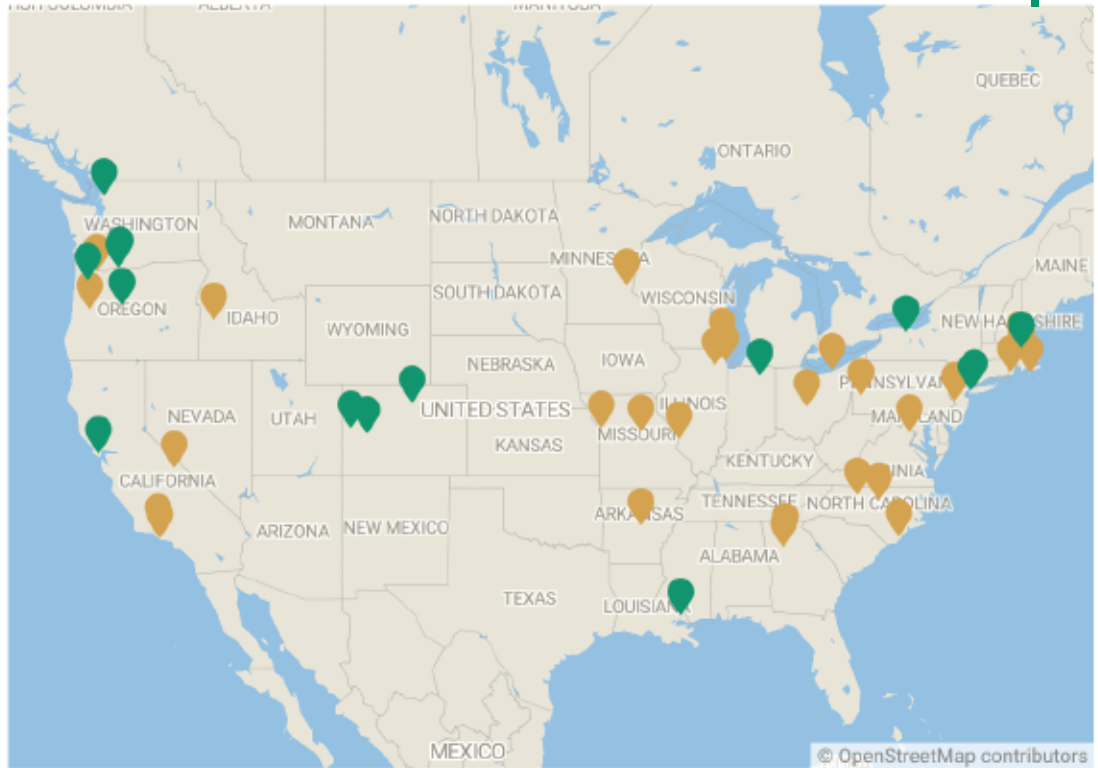 ALBERTA
MANITOBA
QUEBEC
ONTARIO
WASHINGTON
MONTANA
NORTH DAKOTA
MINNESOTA
MAINE
SOUTH DAKOTA
WISCONSIN
OREGON
IDAHO
NEW HAMPSHIRE
WYOMING
NEBRASKA
IOWA
PENNSYLVANIA
UNITED STATES
ILLINOIS
NEVADA
UTAH
MARYLAND
MISSOURI
KANSAS
KENTUCKY
CALIFORNIA
TENNESSEE
NORTH CAROLINA
ARKANSAS
ARIZONA
NEW MEXICO
ALABAMA
TEXAS
LOUISIANA
MEXICO
© OpenStreetMap contributors